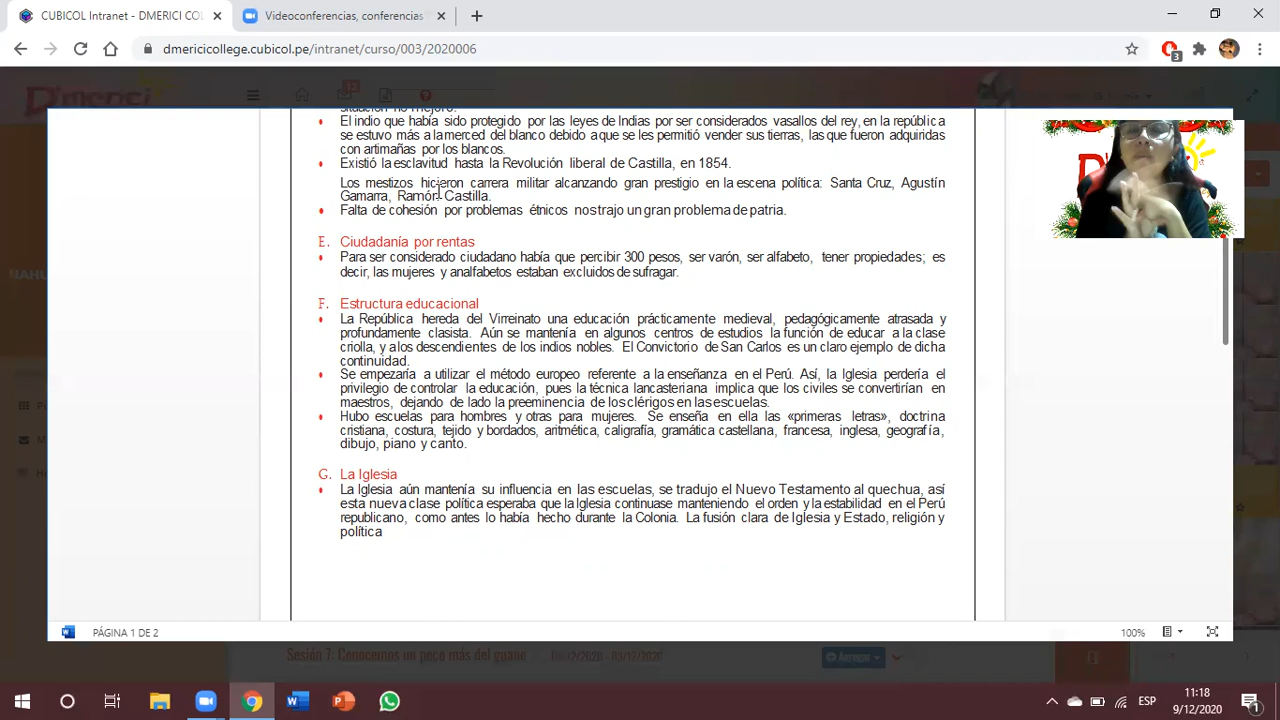 CUBICOL Intranet - DMERICI COL
Videoconferencias, conferencias
dmericicollege.cubicol.pe/intranet/curso/003/2020006
3
Dmerici
situación no mejoró.
El indio que había sido protegido por las leyes de Indias por ser considerados vasallos del rey, en la república
se estuvo más a la merced del blanco debido a que se les permitió vender sus tierras, las que fueron adquiridas
con artimañas por los blancos.
Existió la esclavitud hasta la Revolución liberal de Castilla, en 1854.
Los mestizos hicieron carrera militar alcanzando gran prestigio en la escena política: Santa Cruz, Agustín
Gamarra, Ramón Castilla.
Falta de cohesión por problemas étnicos nos trajo un gran problema de patria.
E. Ciudadanía por rentas
Para ser considerado ciudadano había que percibir 300 pesos, ser varón, ser alfabeto, tener propiedades; es
decir, las mujeres y analfabetos estaban excluidos de sufragar.
F. Estructura educacional
La República hereda del Virreinato una educación prácticamente medieval, pedagógicamente atrasada y
profundamente clasista. Aún se mantenía en algunos centros de estudios la función de educar a la clase
criolla, y a los descendientes de los indios nobles. El Convictorio de San Carlos es un claro ejemplo de dicha
continuidad.
Se empezaría a utilizar el método europeo referente a la enseñanza en el Perú. Así, la Iglesia perdería el
privilegio de controlar la educación, pues la técnica lancasteriana implica que los civiles se convertirían en
maestros, dejando de lado la preeminencia de los clérigos en las escuelas.
Hubo escuelas para hombres y otras para mujeres. Se enseña en ella las «primeras letras», doctrina
cristiana, costura, tejido y bordados, aritmética, caligrafía, gramática castellana, francesa, inglesa, geografía,
dibujo, piano y canto.
G. La Iglesia
La Iglesia aún mantenía su influencia en las escuelas, se tradujo el Nuevo Testamento al quechua, así
esta nueva clase política esperaba que la Iglesia continuase manteniendo el orden y la estabilidad en el Perú
republicano, como antes lo había hecho durante la Colonia. La fusión clara de Iglesia y Estado, religión y
política
PÁGINA 1 DE 2
100%
Sesión 7: Conocemos un poco más del guano
Agregar
ESP
11:18
9/12/2020
1